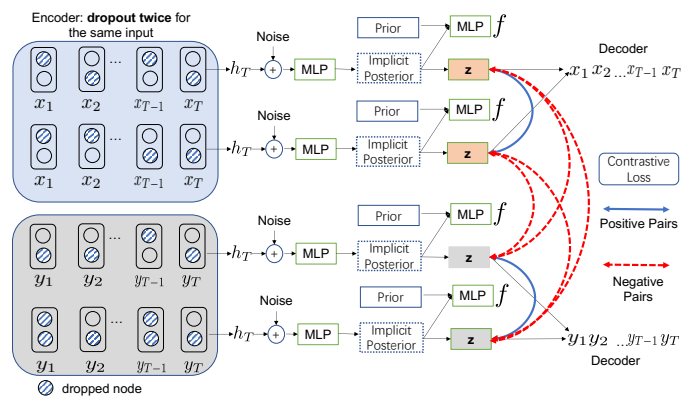 Encoder: dropout twice for
the same input
x1 x2 ... xT−1 xT
hT
Noise
+
MLP
Prior
Implicit
Posterior
MLP f
z
Decoder
x1 x2 ... xT−1 xT
x1 x2 ... xT−1 xT
hT
Noise
+
MLP
Prior
Implicit
Posterior
MLP f
z
Contrastive
Loss
Positive Pairs
Negative
Pairs
y1 y2 ... yT−1 yT
hT
Noise
+
MLP
Prior
Implicit
Posterior
MLP f
z
y1 y2 ... yT−1 yT
hT
Noise
+
MLP
Prior
Implicit
Posterior
MLP f
z
y1 y2 ... yT−1 yT
Decoder
dropped node